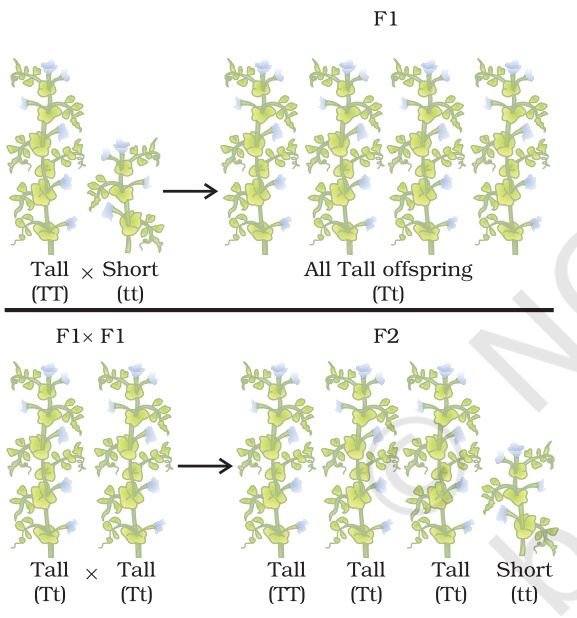 F1
Tall × Short
(TT) (tt)
All Tall offspring
(Tt)
F1× F1
F2
Tall × Tall
(Tt) (Tt)
Tall Tall Tall Short
(TT) (Tt) (Tt) (tt)
©